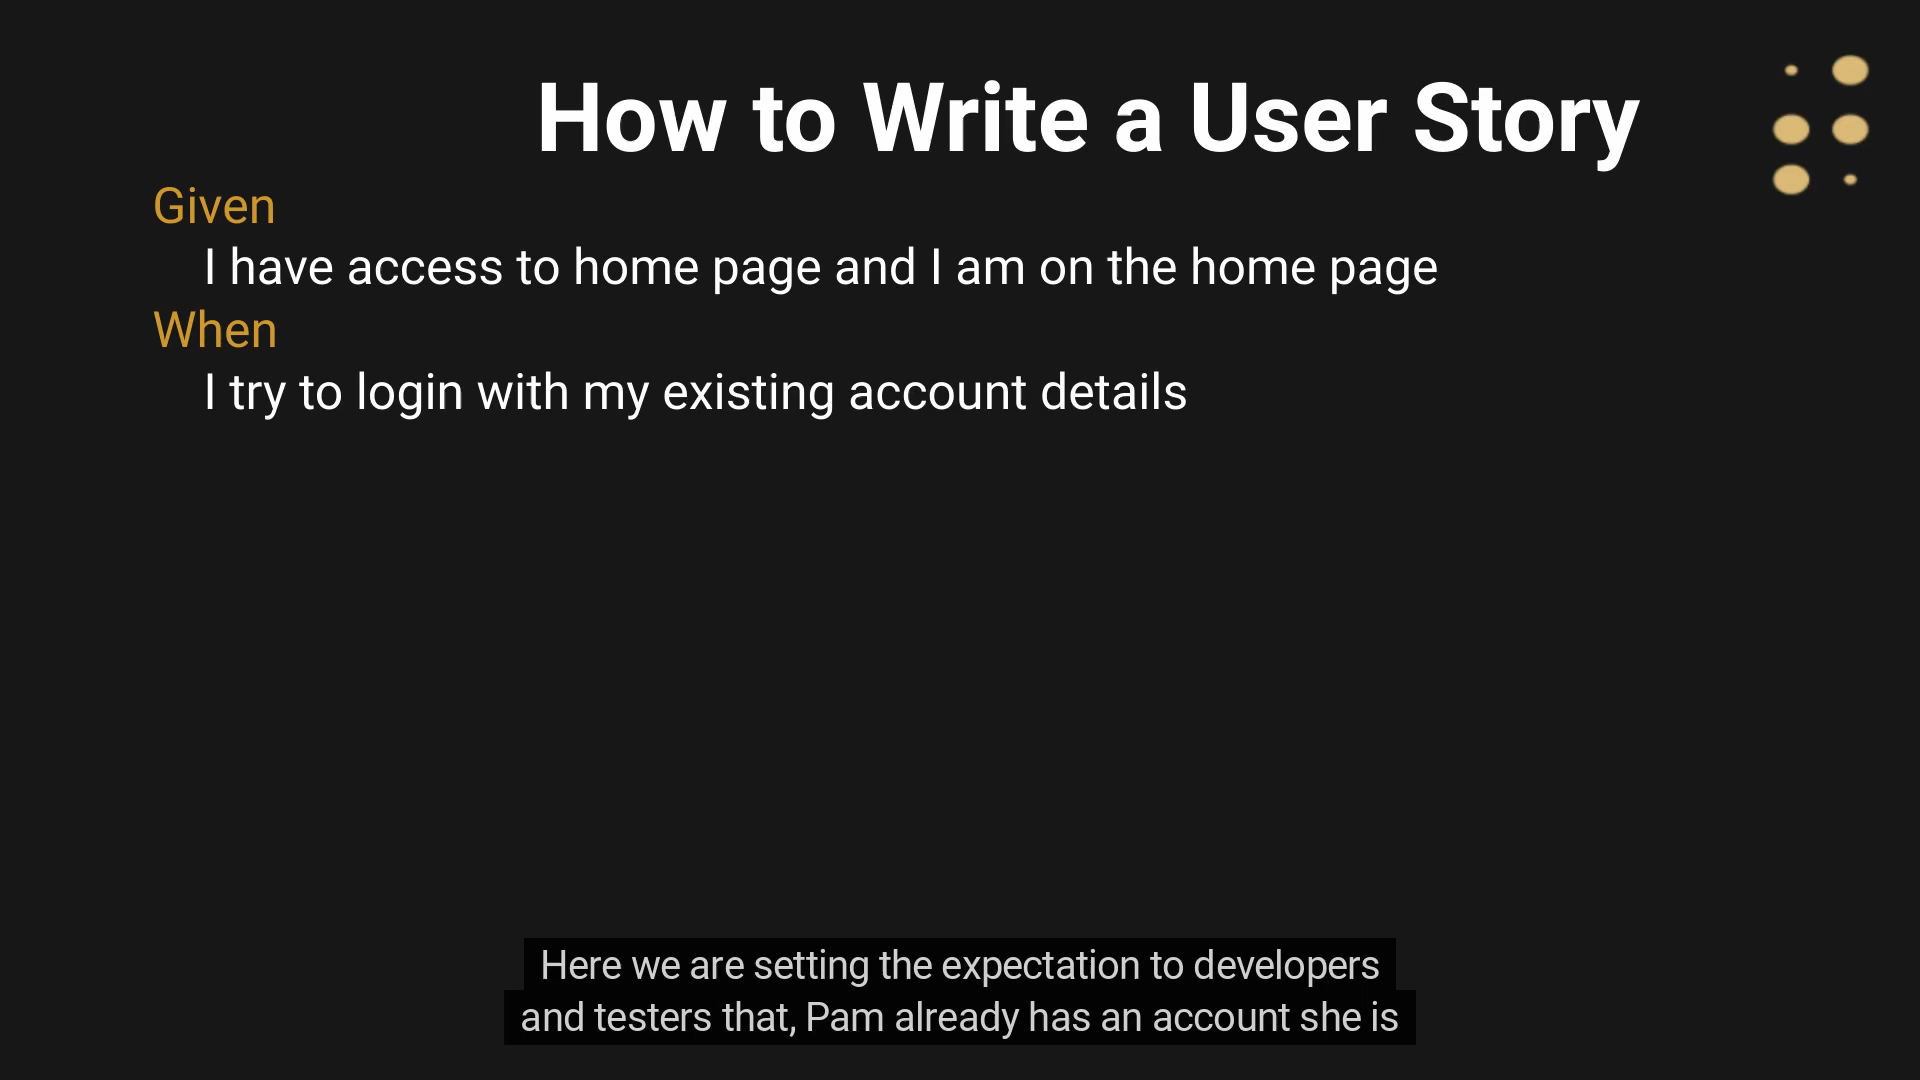 How to Write a User Story
Given
I have access to home page and I am on the home page
When
I try to login with my existing account details
Here we are setting the expectation to developers
and testers that, Pam already has an account she is